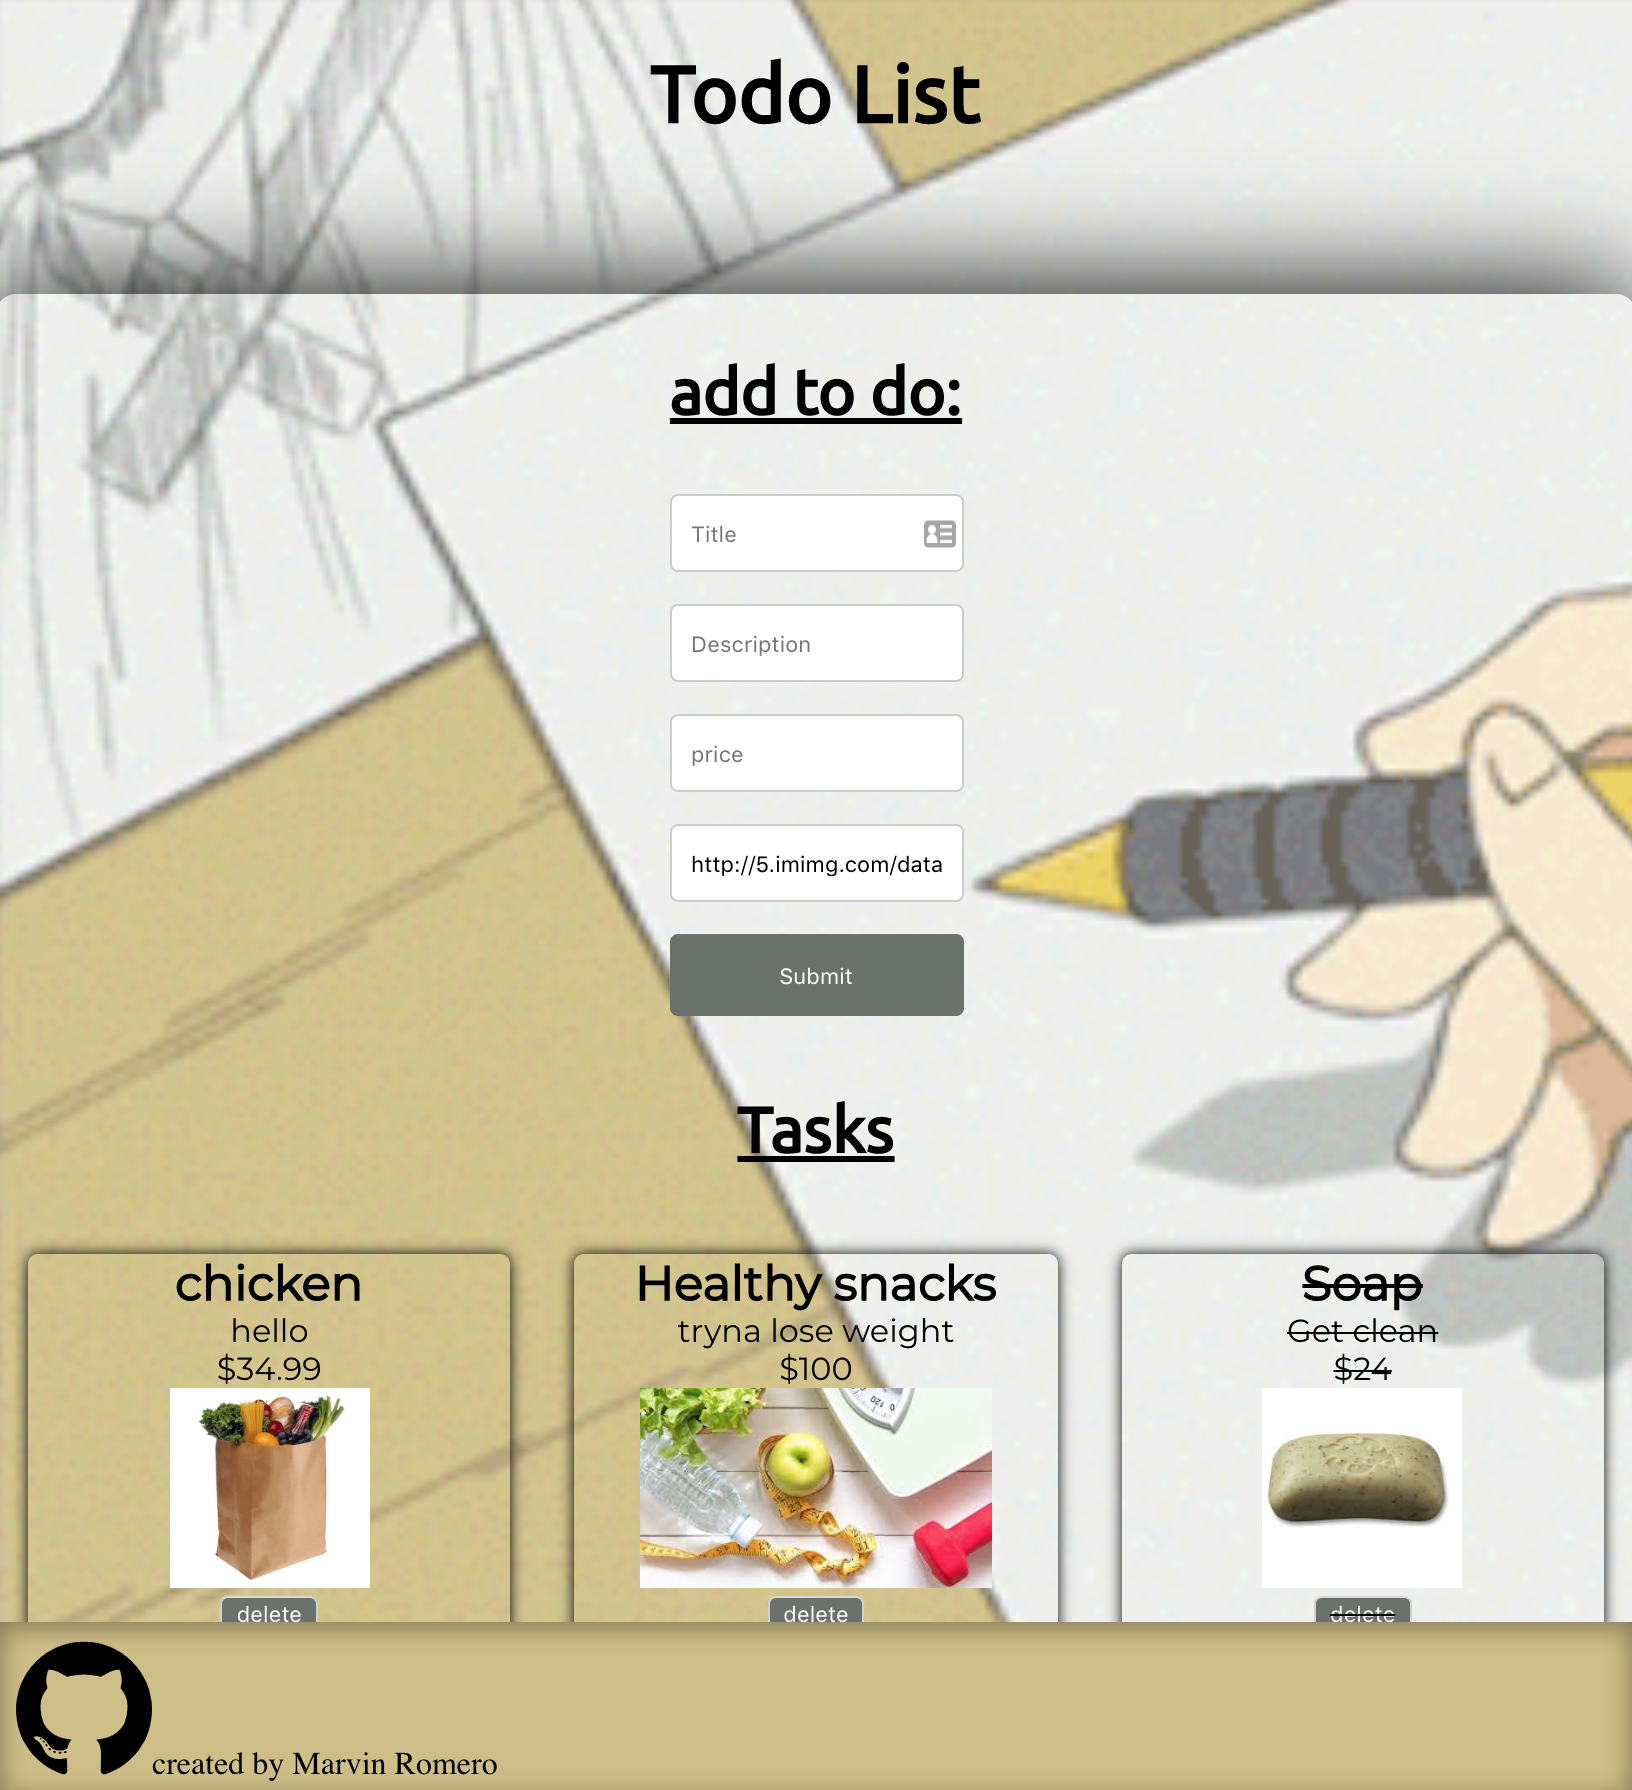 Todo List
add to do:
Title
Description
price
http://5.imimg.com/data
Submit
Tasks
chicken
hello
$34.99
delete
Healthy snacks
tryna lose weight
$100
delete
Soap
Get clean
$24
delete
created by Marvin Romero